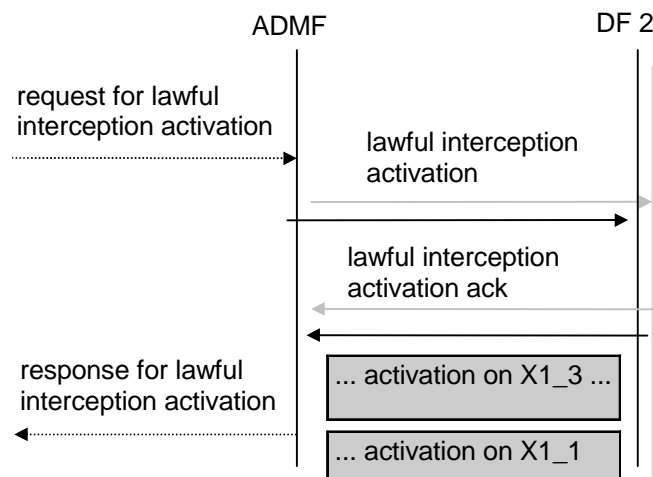 ADMF
DF 2
request for lawful
interception activation
lawful interception
activation
lawful interception
activation ack
response for lawful
interception activation
... activation on X1_3 ...
... activation on X1_1